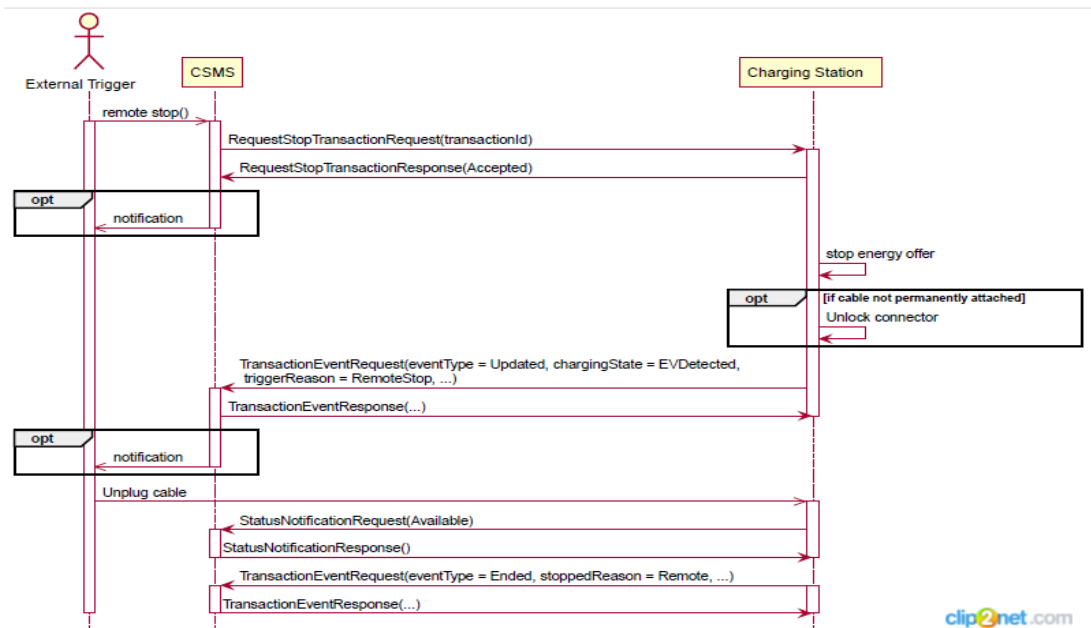 External Trigger
CSMS
Charging Station
remote stop()
RequestStopTransactionRequest(transactionId)
RequestStopTransactionResponse(Accepted)
opt
notification
stop energy offer
opt
[if cable not permanently attached]
Unlock connector
TransactionEventRequest(eventType = Updated, chargingState = EVDetected,
triggerReason = RemoteStop, ...)
TransactionEventResponse(...)
opt
notification
Unplug cable
StatusNotificationRequest(Available)
StatusNotificationResponse()
TransactionEventRequest(eventType = Ended, stoppedReason = Remote, ...)
TransactionEventResponse(...)
clip2net.com